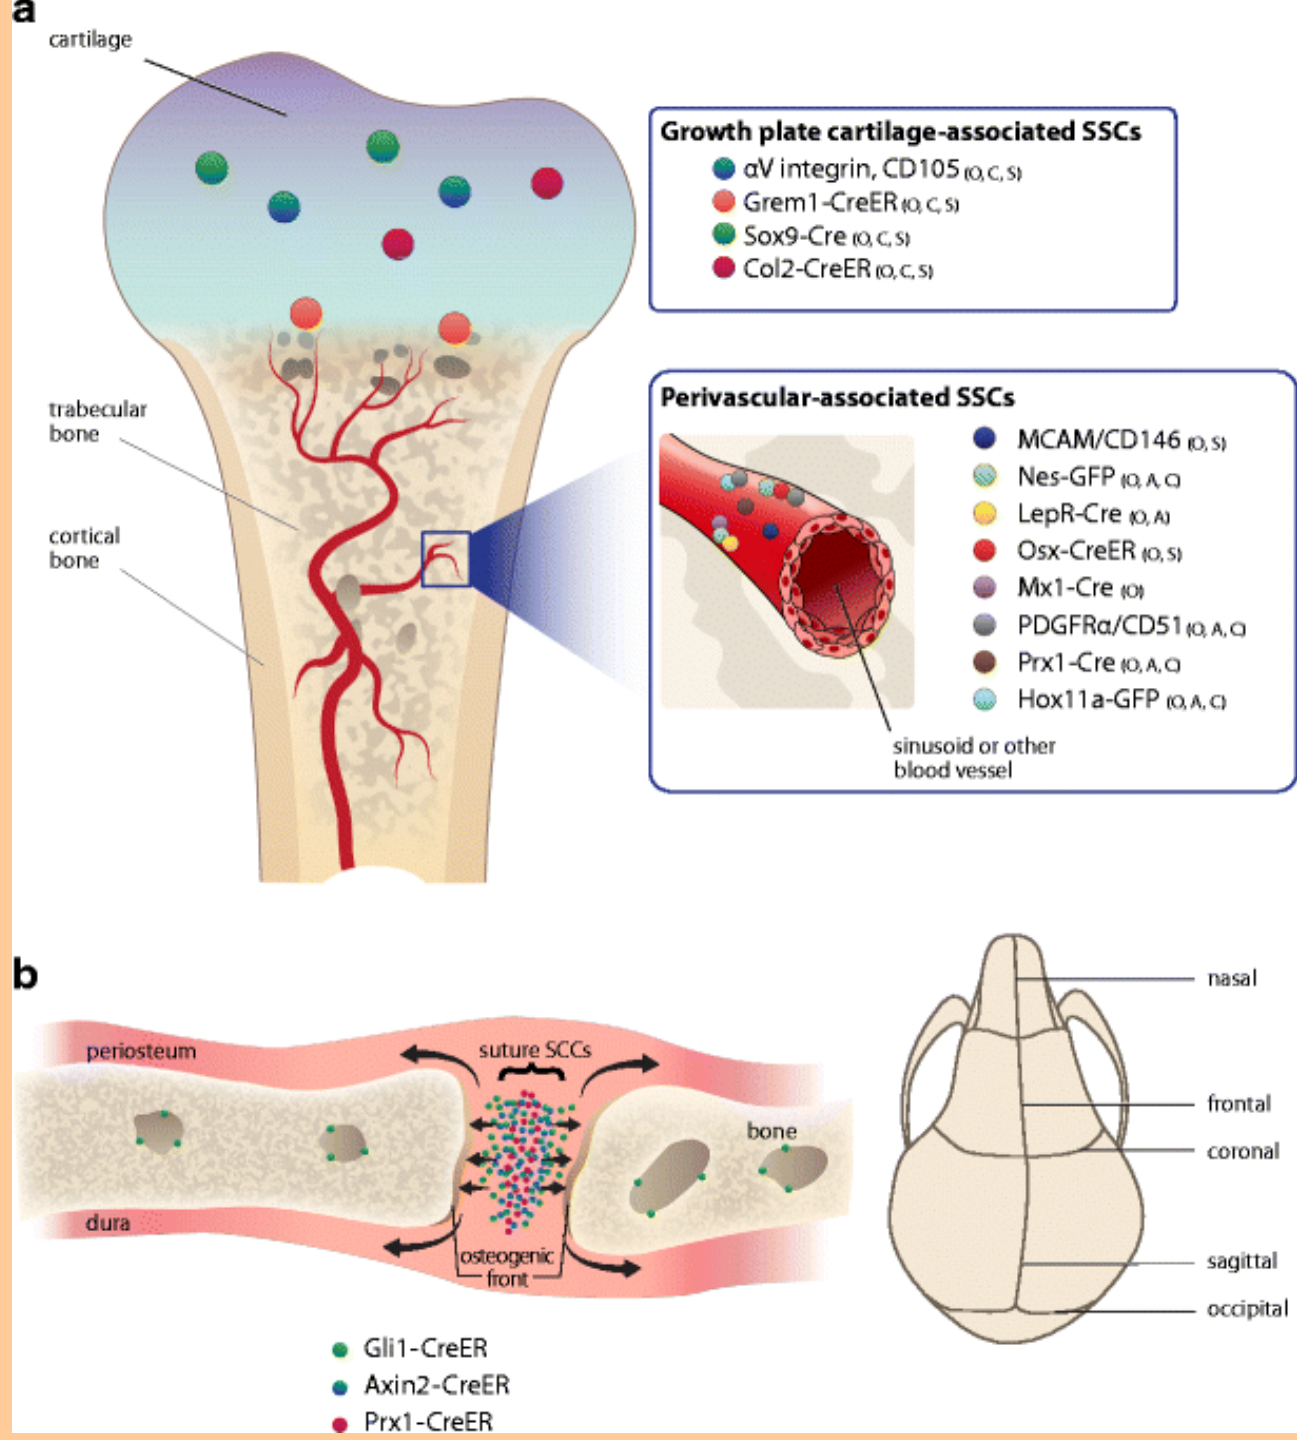 a
cartilage
Growth plate cartilage-associated SSCs
αV integrin, CD105 (O, C, S)
Grem1-CreER (O, C, S)
Sox9-Cre (O, C, S)
Col2-CreER (O, C, S)
trabecular
bone
cortical
bone
Perivascular-associated SSCs
MCAM/CD146 (O, S)
Nes-GFP (O, A, C)
LepR-Cre (O, A)
Osx-CreER (O, S)
Mx1-Cre (O)
PDGFRα/CD51 (O, A, C)
Prx1-Cre (O, A, C)
Hox11a-GFP (O, A, C)
sinusoid or other
blood vessel
b
periosteum
suture SCCs
bone
dura
osteogenic
front
Gli1-CreER
Axin2-CreER
Prx1-CreER
nasal
frontal
coronal
sagittal
occipital